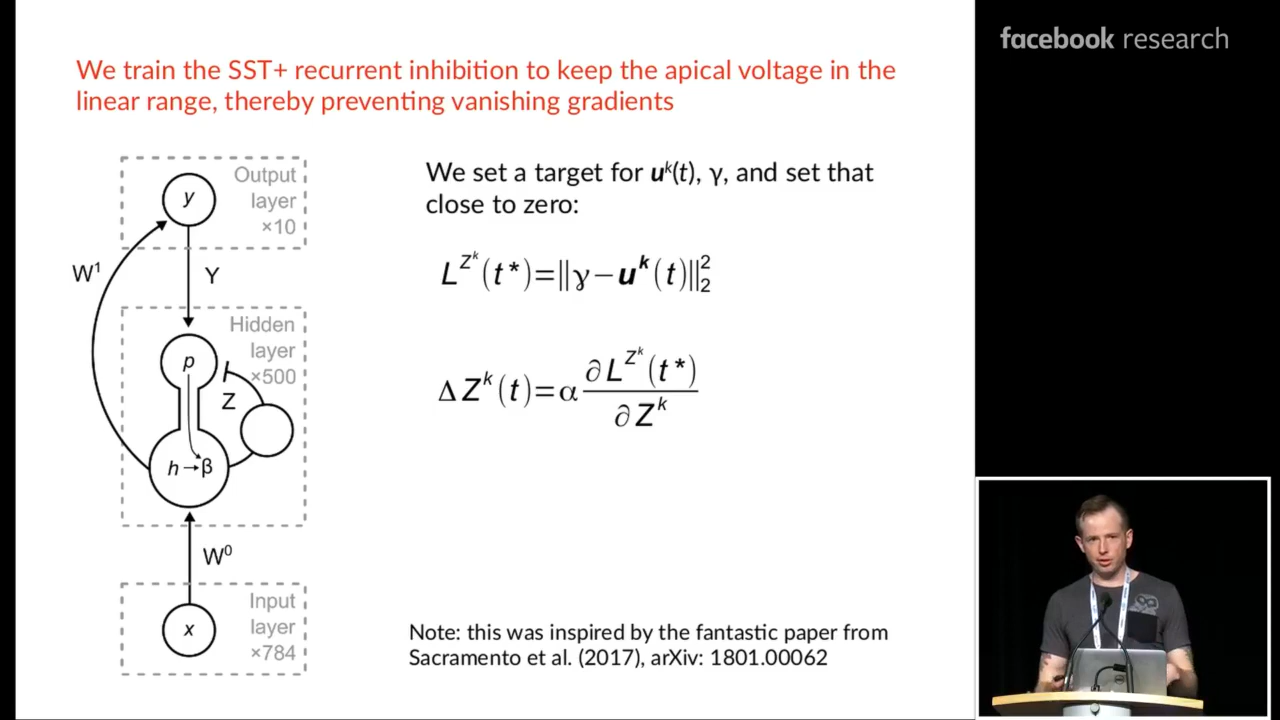 facebook research
We train the SST+ recurrent inhibition to keep the apical voltage in the
linear range, thereby preventing vanishing gradients
Output
layer
×10
y
W¹
Y
Hidden
layer
×500
p
Z
h→β
W⁰
Input
layer
×784
x
We set a target for uᵏ(t), γ, and set that
close to zero:
L^{Z^k}(t*)=||γ−u^k(t)||₂²
ΔZ^k(t)=α ∂L^{Z^k}(t*)/∂Z^k
Note: this was inspired by the fantastic paper from
Sacramento et al. (2017), arXiv: 1801.00062